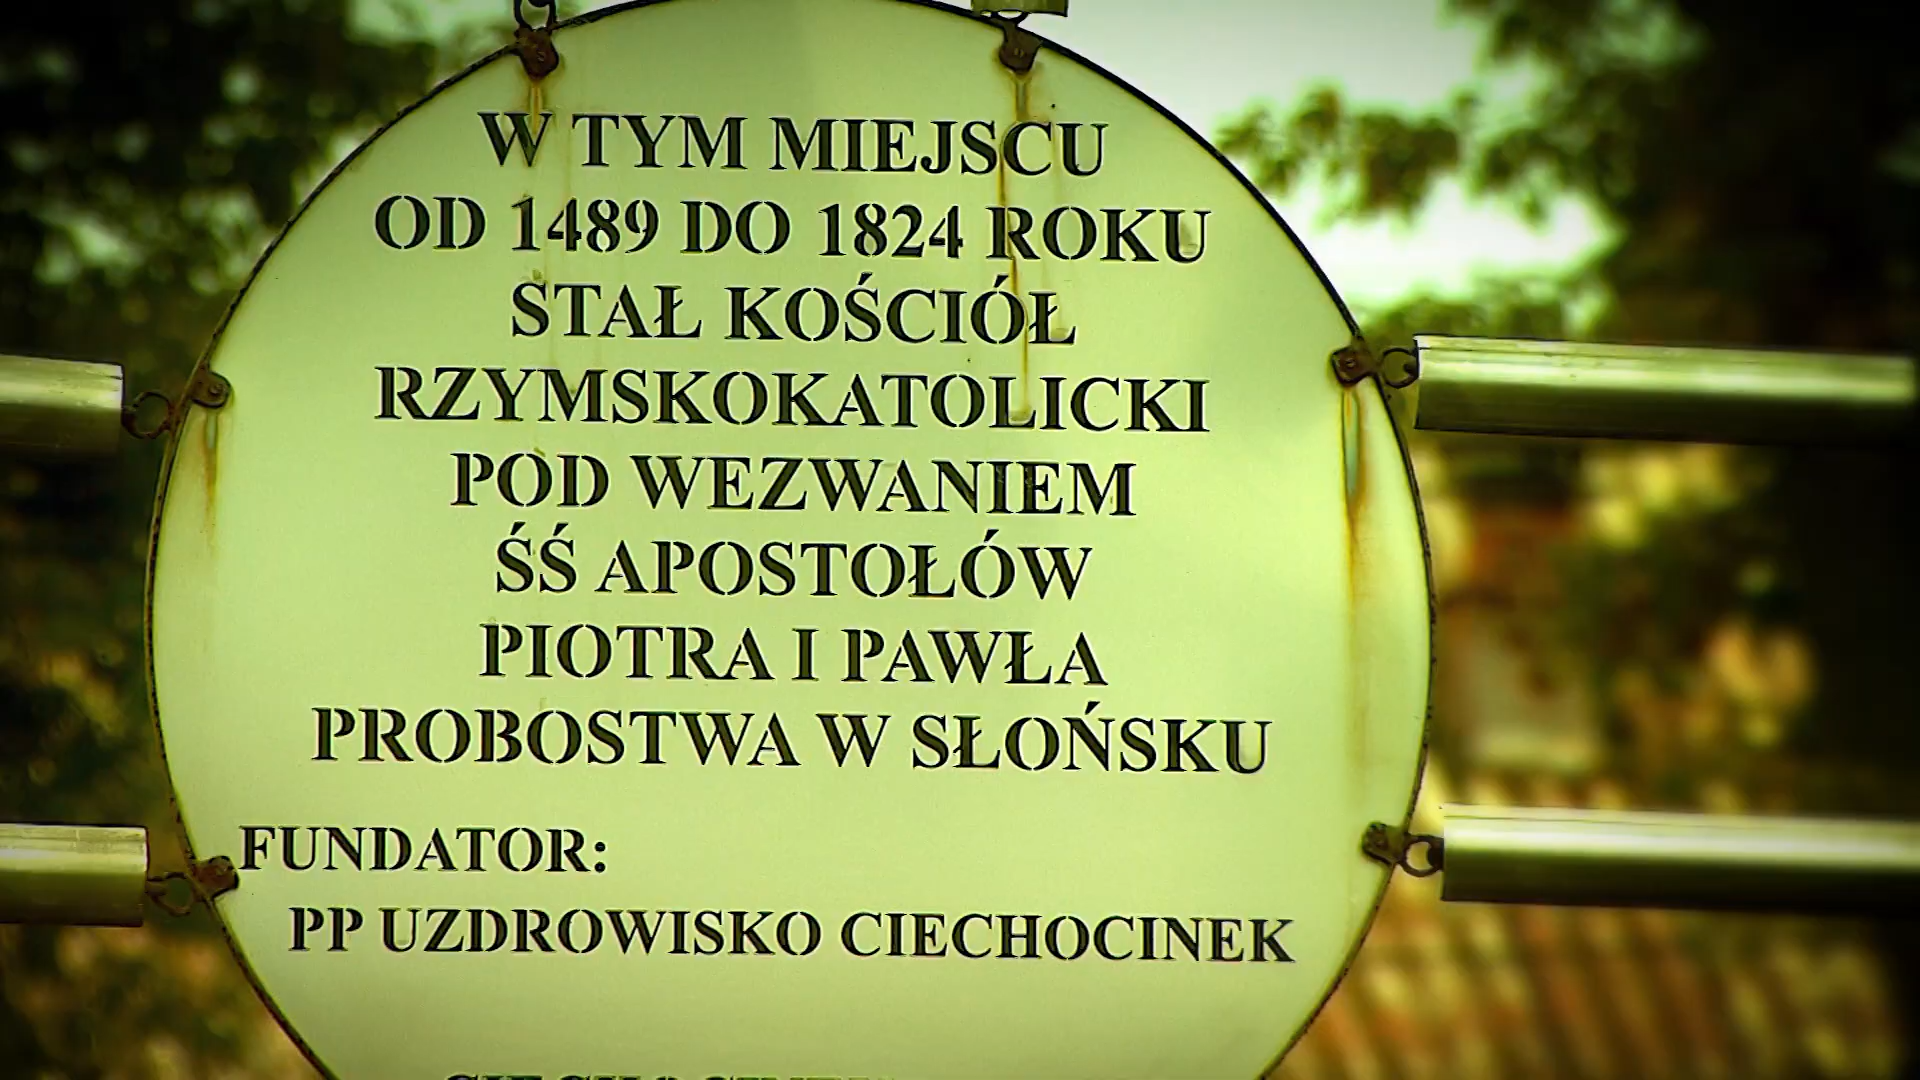 W TYM MIEJSCU
OD 1489 DO 1824 ROKU
STAŁ KOŚCIÓŁ
RZYMSKOKATOLICKI
POD WEZWANIEM
ŚŚ APOSTOŁÓW
PIOTRA I PAWŁA
PROBOSTWA W SŁOŃSKU
FUNDATOR:
PP UZDROWISKO CIECHOCINEK